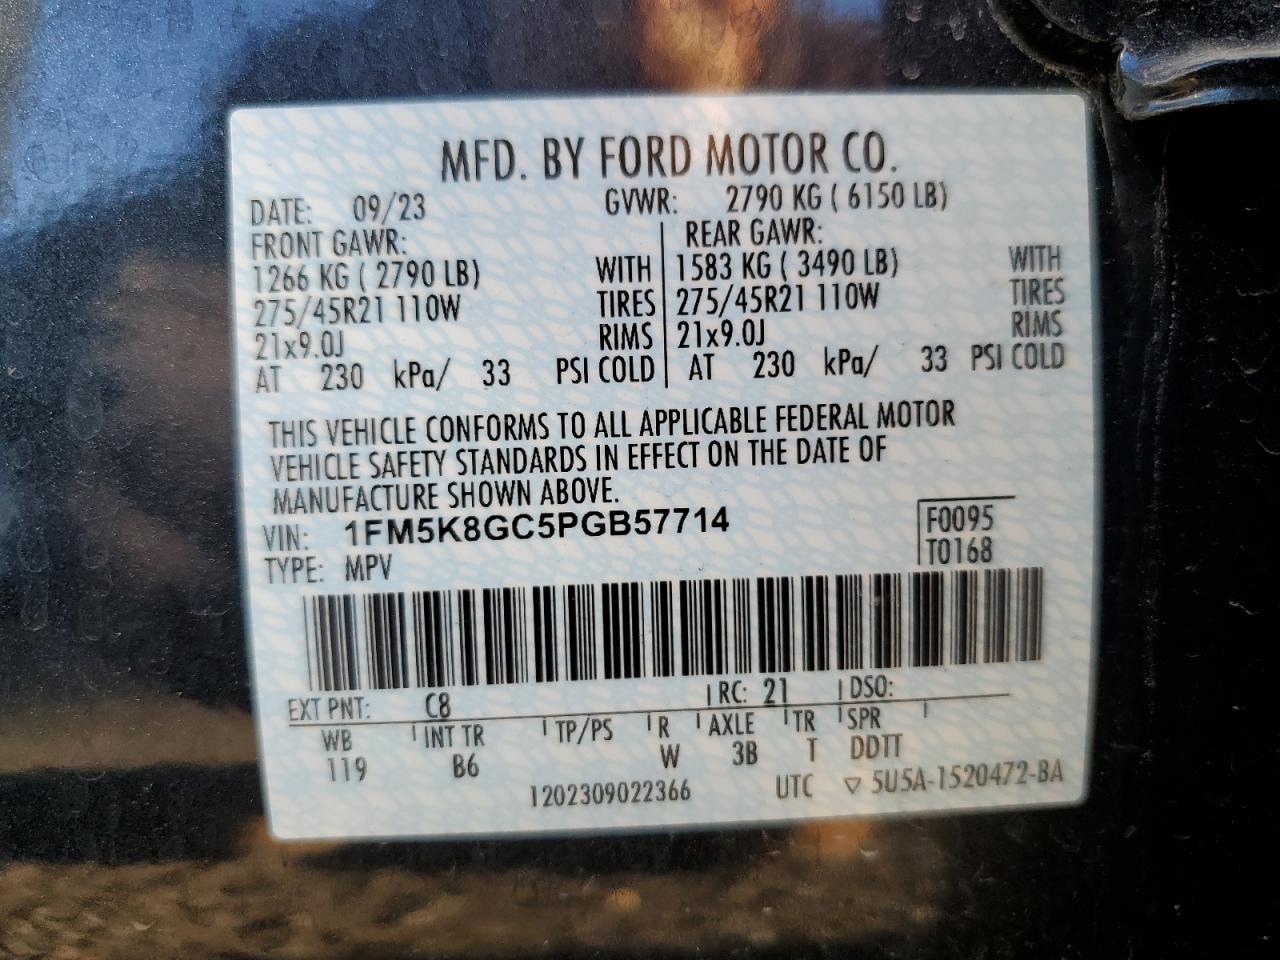 MFD. BY FORD MOTOR CO.
DATE: 09/23 GVWR: 2790 KG ( 6150 LB)
FRONT GAWR: REAR GAWR:
1266 KG ( 2790 LB) WITH 1583 KG ( 3490 LB) WITH
275/45R21 110W TIRES 275/45R21 110W TIRES
21x9.0J RIMS 21x9.0J RIMS
AT 230 kPa/ 33 PSI COLD AT 230 kPa/ 33 PSI COLD
THIS VEHICLE CONFORMS TO ALL APPLICABLE FEDERAL MOTOR
VEHICLE SAFETY STANDARDS IN EFFECT ON THE DATE OF
MANUFACTURE SHOWN ABOVE.
VIN: 1FM5K8GC5PGB57714 F0095
TYPE: MPV T0168
EXT PNT: C8 RC: 21 DSO:
WB INT TR TP/PS R AXLE TR SPR
119 B6 W 3B T DDTT
1202309022366 UTC ▽ 5U5A-1520472-BA